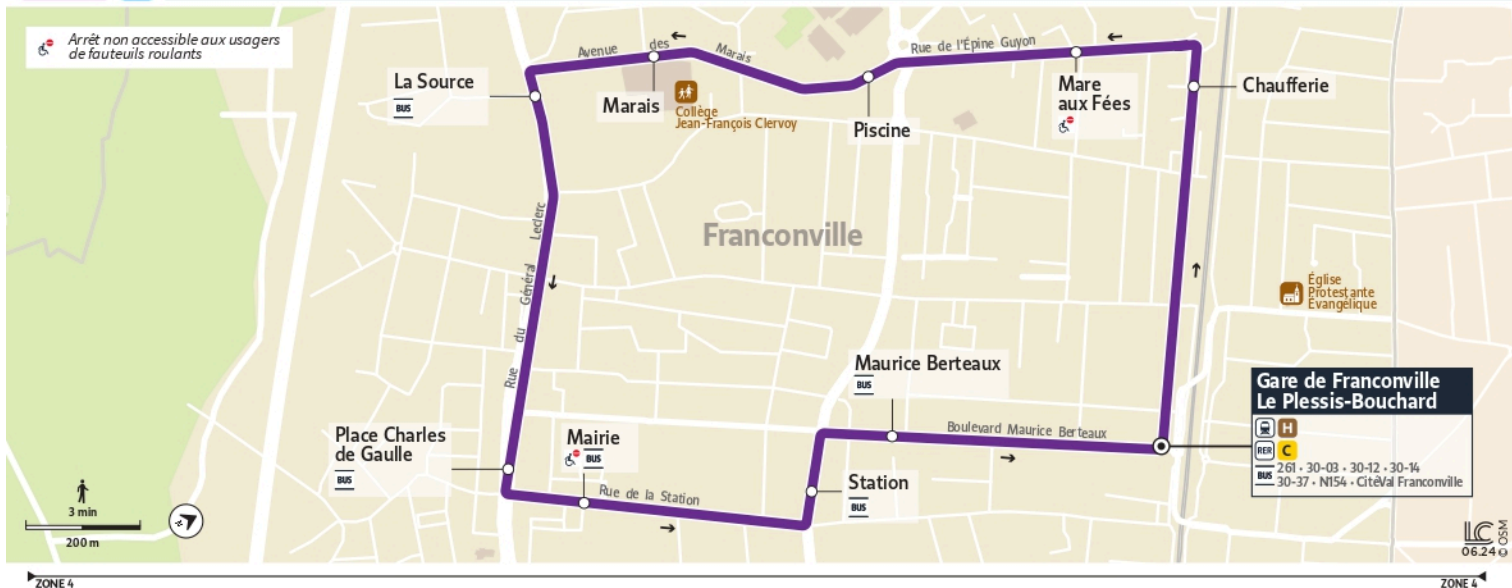 Arrêt non accessible aux usagers
de fauteuils roulants
La Source
BUS
Avenue des Marais
Marais
Collège
Jean-François Clervoy
Piscine
Rue de l'Épine Guyon
Mare
aux Fées
Chaufferie
Franconville
Rue du Général Leclerc
Église
Protestante
Évangélique
Maurice Berteaux
BUS
Boulevard Maurice Berteaux
Gare de Franconville
Le Plessis-Bouchard
H
RER C
BUS 261 • 30-03 • 30-12 • 30-14
30-37 • N154 • CitéVal Franconville
Place Charles
de Gaulle
BUS
Mairie
BUS
Rue de la Station
Station
BUS
3 min
200 m
LC
06.24 © OSM
ZONE 4
ZONE 4